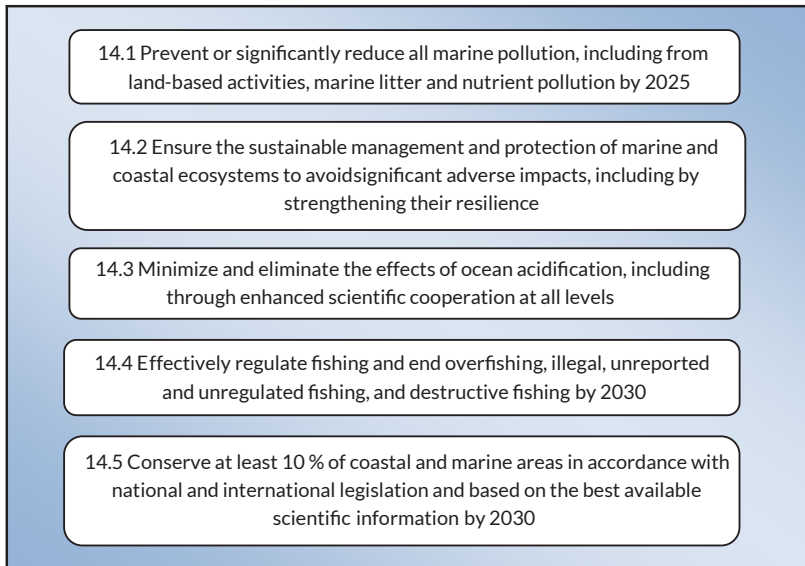 14.1 Prevent or significantly reduce all marine pollution, including from
land-based activities, marine litter and nutrient pollution by 2025
14.2 Ensure the sustainable management and protection of marine and
coastal ecosystems to avoidsignificant adverse impacts, including by
strengthening their resilience
14.3 Minimize and eliminate the effects of ocean acidification, including
through enhanced scientific cooperation at all levels
14.4 Effectively regulate fishing and end overfishing, illegal, unreported
and unregulated fishing, and destructive fishing by 2030
14.5 Conserve at least 10 % of coastal and marine areas in accordance with
national and international legislation and based on the best available
scientific information by 2030